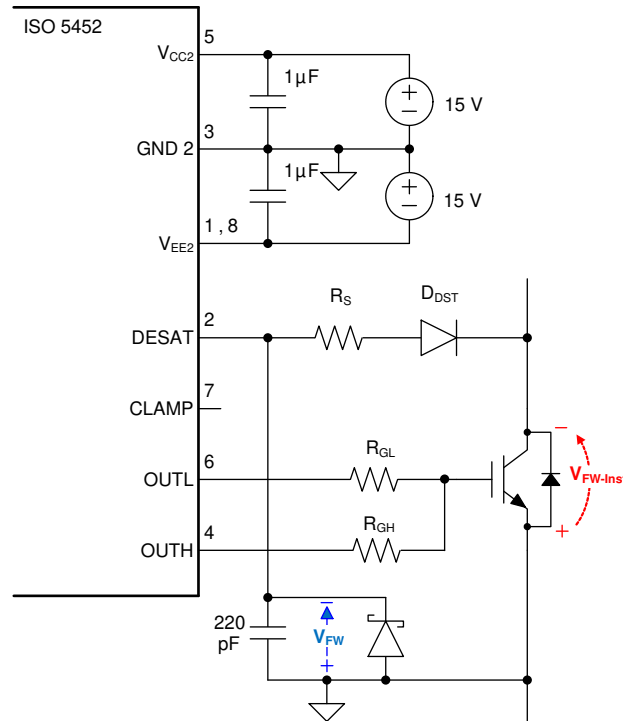 ISO 5452
5
VCC2
1µF
+
−
15 V
3
GND 2
1µF
+
−
15 V
1 , 8
VEE2
RS
DDST
2
DESAT
7
CLAMP
−
VFW-Inst
+
RGL
6
OUTL
RGH
4
OUTH
220
pF
−
VFW
+